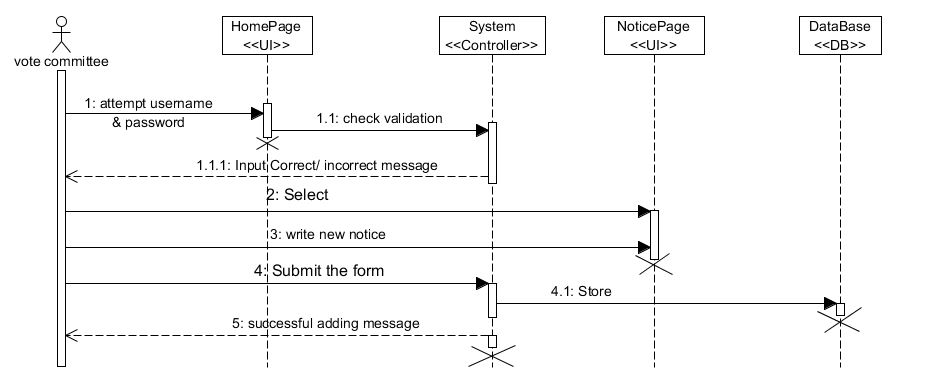 HomePage
<<UI>>
System
<<Controller>>
NoticePage
<<UI>>
DataBase
<<DB>>
vote committee
1: attempt username
& password
1.1: check validation
1.1.1: Input Correct/ incorrect message
2: Select
3: write new notice
4: Submit the form
4.1: Store
5: successful adding message